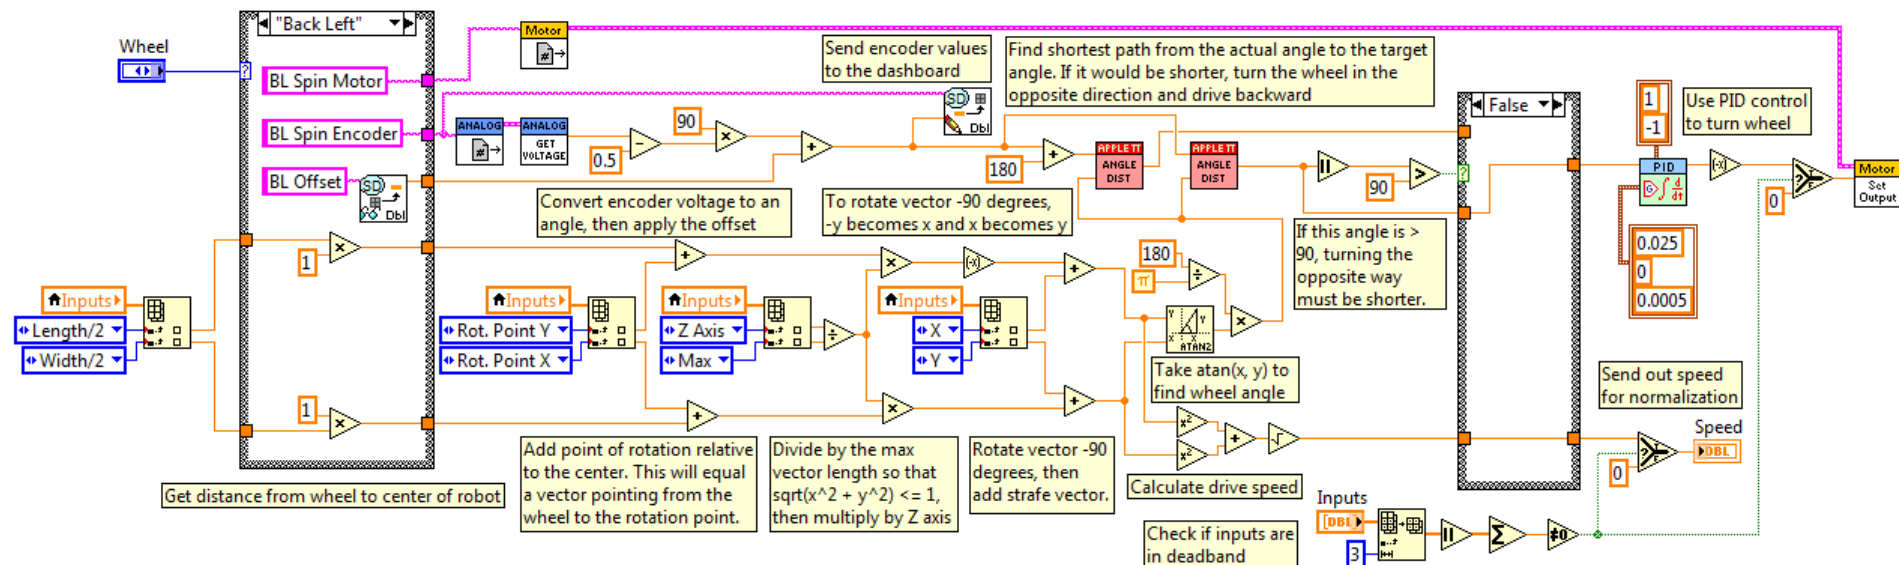 "Back Left"
Wheel
BL Spin Motor
Motor
#
Send encoder values
to the dashboard
Find shortest path from the actual angle to the target
angle. If it would be shorter, turn the wheel in the
opposite direction and drive backward
BL Spin Encoder
ANALOG
#
ANALOG
GET
VOLTAGE
0.5
90
SD
Dbl
False
1
-1
Use PID control
to turn wheel
BL Offset
SD
Dbl
Convert encoder voltage to an
angle, then apply the offset
To rotate vector -90 degrees,
-y becomes x and x becomes y
180
ANGLE
DIST
ANGLE
DIST
90
PID
0
Motor
Set
Output
If this angle is >
90, turning the
opposite way
must be shorter.
0.025
0
0.0005
1
Inputs
Length/2
Width/2
Inputs
Rot. Point Y
Rot. Point X
Inputs
Z Axis
Max
Inputs
X
Y
180
π
ATAN2
Take atan(x, y) to
find wheel angle
1
Send out speed
for normalization
Speed
DBL
0
Get distance from wheel to center of robot
Add point of rotation relative
to the center. This will equal
a vector pointing from the
wheel to the rotation point.
Divide by the max
vector length so that
sqrt(x^2 + y^2) <= 1,
then multiply by Z axis
Rotate vector -90
degrees, then
add strafe vector.
Calculate drive speed
Check if inputs are
in deadband
Inputs
[DBL]
3